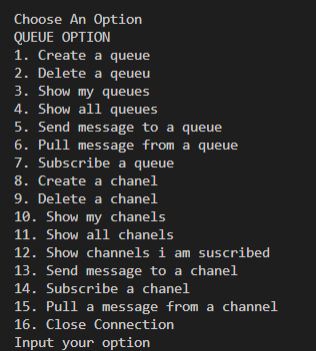 Choose An Option
QUEUE OPTION
1. Create a queue
2. Delete a qeueu
3. Show my queues
4. Show all queues
5. Send message to a queue
6. Pull message from a queue
7. Subscribe a queue
8. Create a chanel
9. Delete a chanel
10. Show my chanels
11. Show all chanels
12. Show channels i am suscribed
13. Send message to a chanel
14. Subscribe a chanel
15. Pull a message from a channel
16. Close Connection
Input your option